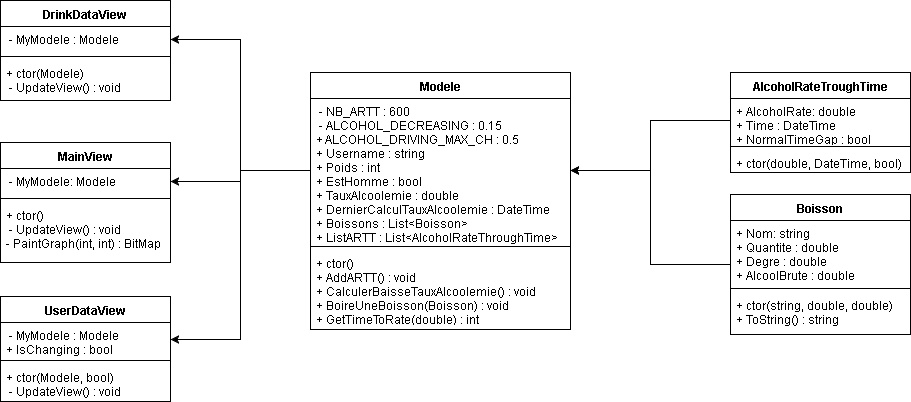 DrinkDataView
- MyModele : Modele
+ ctor(Modele)
- UpdateView() : void
MainView
- MyModele: Modele
+ ctor()
- UpdateView() : void
- PaintGraph(int, int) : BitMap
UserDataView
- MyModele : Modele
+ IsChanging : bool
+ ctor(Modele, bool)
- UpdateView() : void
Modele
- NB_ARTT : 600
- ALCOHOL_DECREASING : 0.15
+ ALCOHOL_DRIVING_MAX_CH : 0.5
+ Username : string
+ Poids : int
+ EstHomme : bool
+ TauxAlcoolemie : double
+ DernierCalculTauxAlcoolemie : DateTime
+ Boissons : List<Boisson>
+ ListARTT : List<AlcoholRateThroughTime>
+ ctor()
+ AddARTT() : void
+ CalculerBaisseTauxAlcoolemie() : void
+ BoireUneBoisson(Boisson) : void
+ GetTimeToRate(double) : int
AlcoholRateTroughTime
+ AlcoholRate: double
+ Time : DateTime
+ NormalTimeGap : bool
+ ctor(double, DateTime, bool)
Boisson
+ Nom: string
+ Quantite : double
+ Degre : double
+ AlcoolBrute : double
+ ctor(string, double, double)
+ ToString() : string